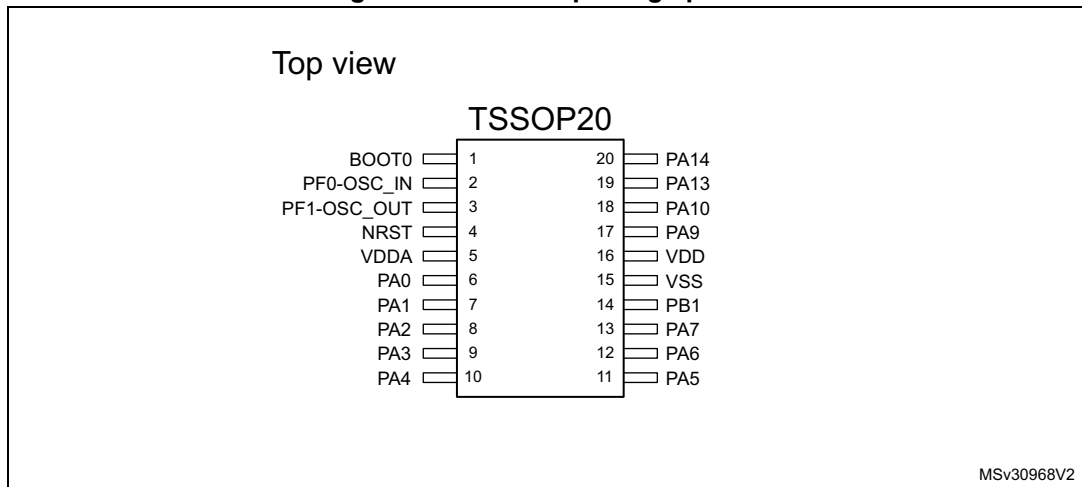 Top view
TSSOP20
BOOT0 1 20 PA14
PF0-OSC_IN 2 19 PA13
PF1-OSC_OUT 3 18 PA10
NRST 4 17 PA9
VDDA 5 16 VDD
PA0 6 15 VSS
PA1 7 14 PB1
PA2 8 13 PA7
PA3 9 12 PA6
PA4 10 11 PA5
MSv30968V2